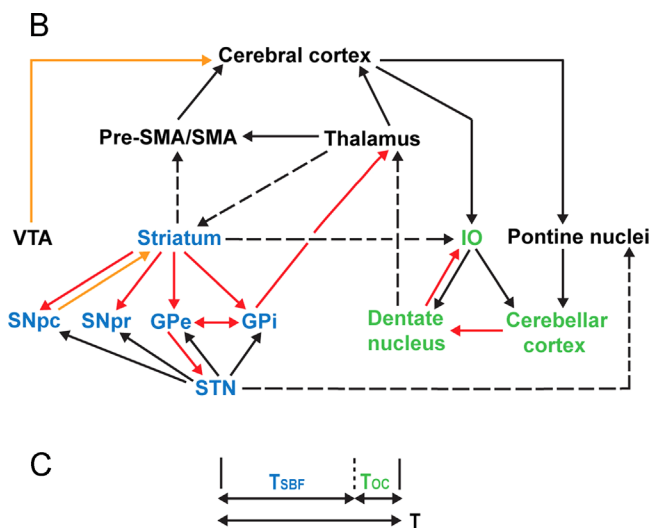 B
Cerebral cortex
Pre-SMA/SMA
Thalamus
VTA
Striatum
IO
Pontine nuclei
SNpc
SNpr
GPe
GPi
Dentate
nucleus
Cerebellar
cortex
STN
C
TSBF
TOC
T